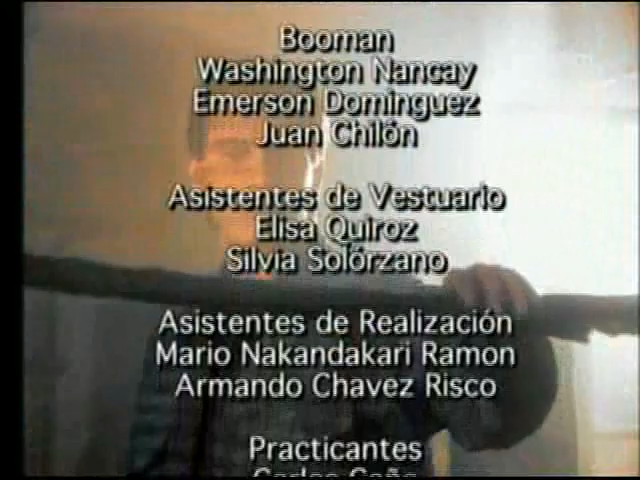 Booman
Washington Nancay
Emerson Dominguez
Juan Chilón
Asistentes de Vestuario
Elisa Quiroz
Silvia Solórzano
Asistentes de Realización
Mario Nakandakari Ramon
Armando Chavez Risco
Practicantes
Carlos